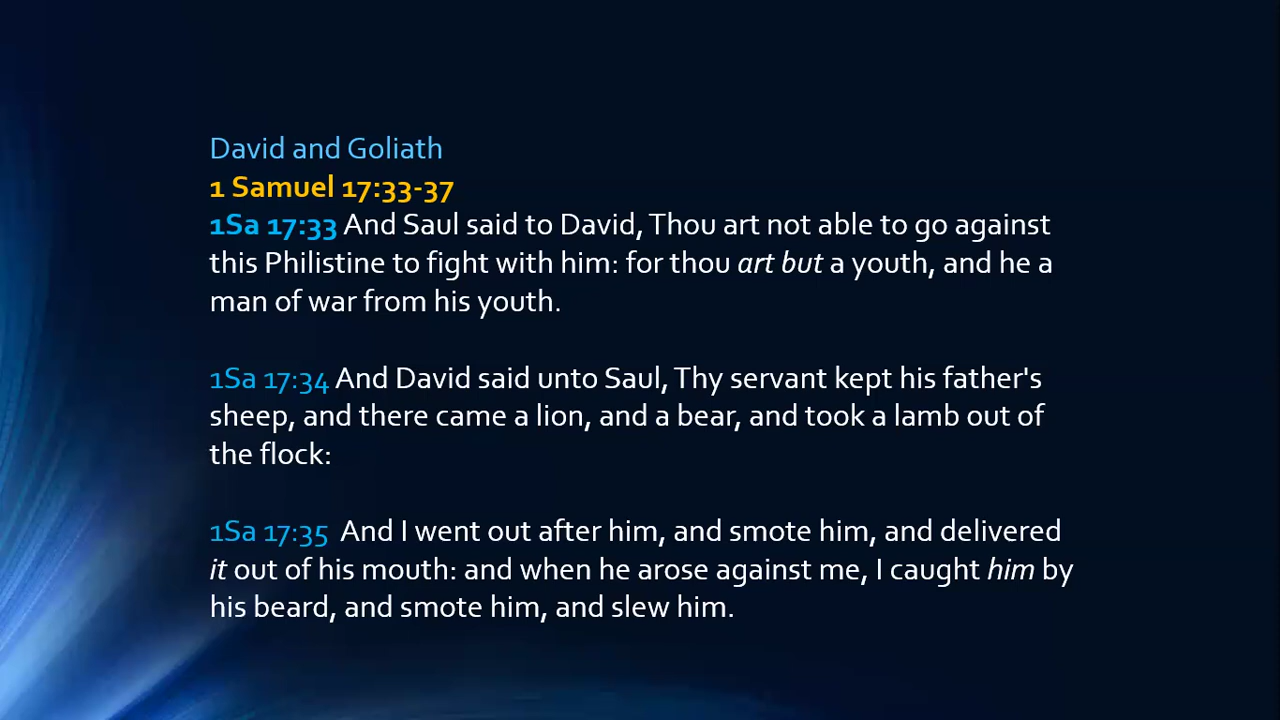 David and Goliath
1 Samuel 17:33-37
1Sa 17:33 And Saul said to David, Thou art not able to go against
this Philistine to fight with him: for thou art but a youth, and he a
man of war from his youth.
1Sa 17:34 And David said unto Saul, Thy servant kept his father's
sheep, and there came a lion, and a bear, and took a lamb out of
the flock:
1Sa 17:35 And I went out after him, and smote him, and delivered
it out of his mouth: and when he arose against me, I caught him by
his beard, and smote him, and slew him.